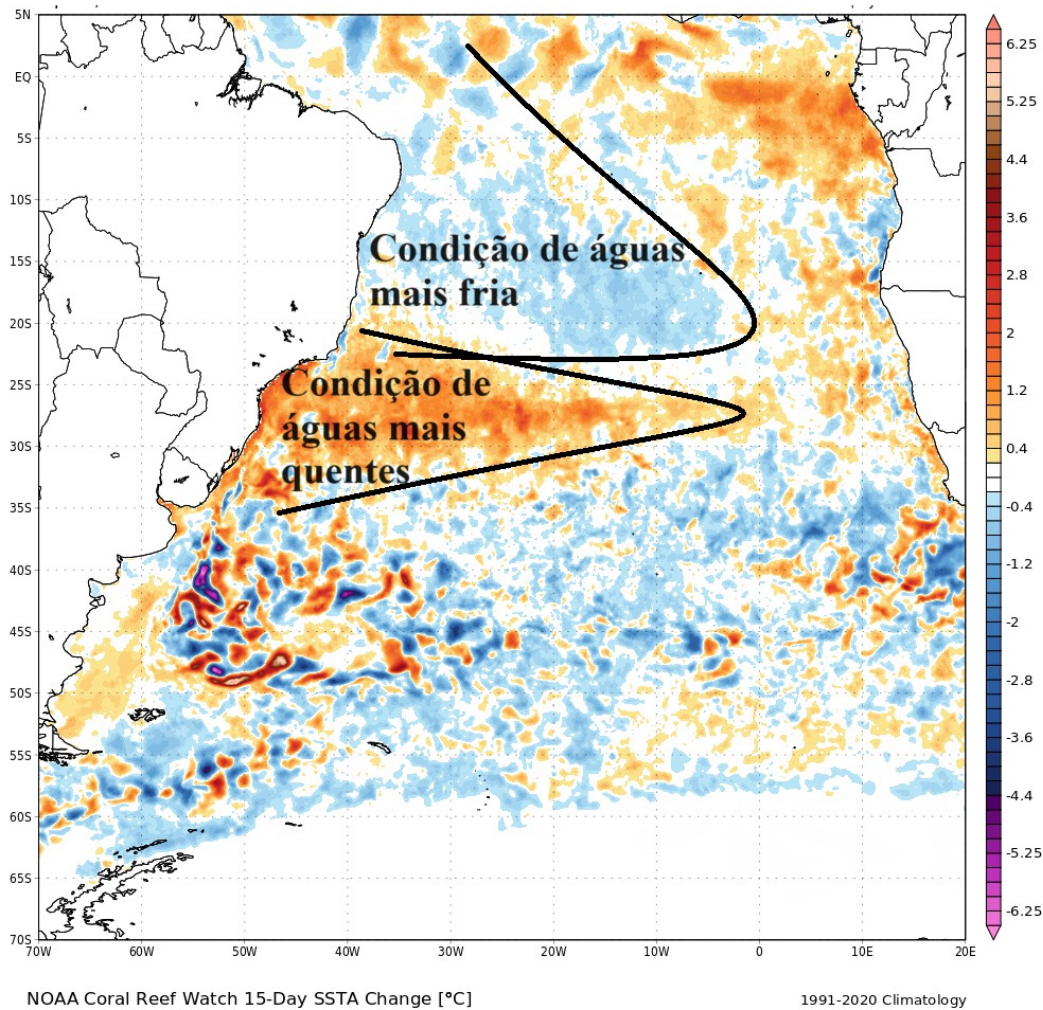 5N
6.25
EQ
5.25
5S
4.4
10S
3.6
Condição de águas
mais fria
15S
2.8
20S
2
25S
Condição de
águas mais
quentes
1.2
30S
0.4
35S
-0.4
40S
-1.2
45S
-2
50S
-2.8
55S
-3.6
60S
-4.4
65S
-5.25
-6.25
70S
70W 60W 50W 40W 30W 20W 10W 0 10E 20E
NOAA Coral Reef Watch 15-Day SSTA Change [°C] 1991-2020 Climatology